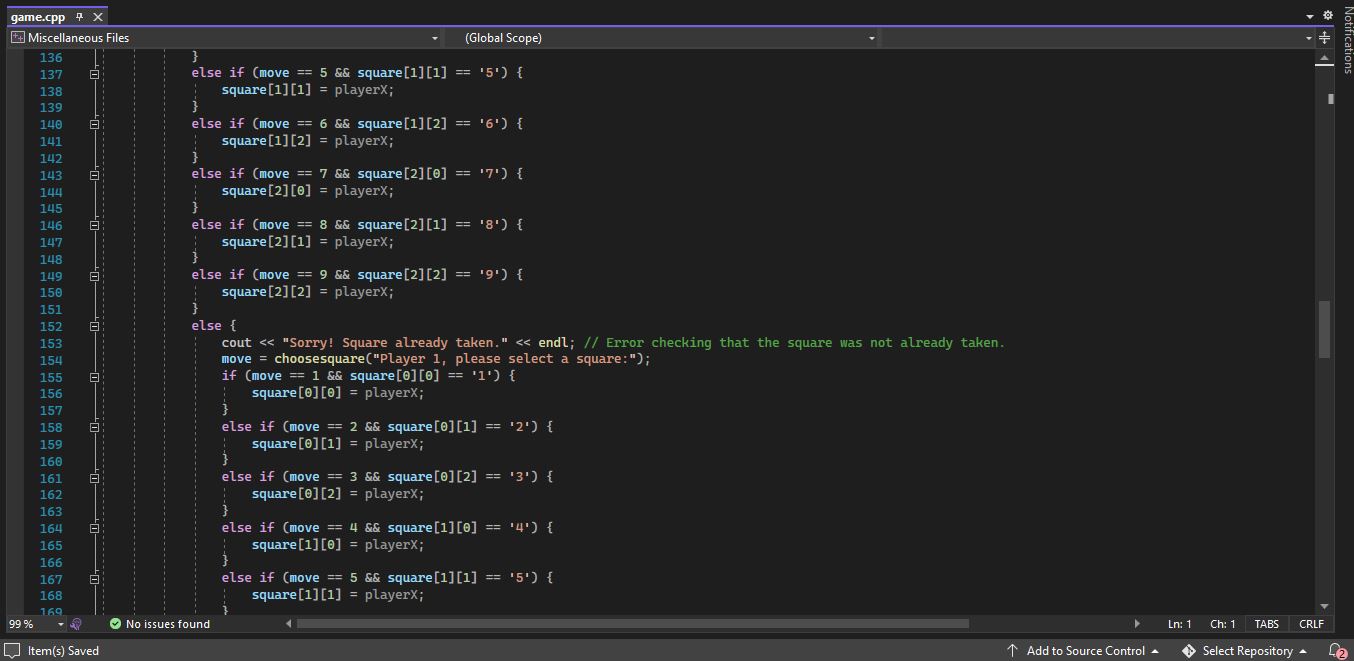 game.cpp
Notifications
Miscellaneous Files (Global Scope)
136 }
137 else if (move == 5 && square[1][1] == '5') {
138 square[1][1] = playerX;
139 }
140 else if (move == 6 && square[1][2] == '6') {
141 square[1][2] = playerX;
142 }
143 else if (move == 7 && square[2][0] == '7') {
144 square[2][0] = playerX;
145 }
146 else if (move == 8 && square[2][1] == '8') {
147 square[2][1] = playerX;
148 }
149 else if (move == 9 && square[2][2] == '9') {
150 square[2][2] = playerX;
151 }
152 else {
153 cout << "Sorry! Square already taken." << endl; // Error checking that the square was not already taken.
154 move = choosesquare("Player 1, please select a square:");
155 if (move == 1 && square[0][0] == '1') {
156 square[0][0] = playerX;
157 }
158 else if (move == 2 && square[0][1] == '2') {
159 square[0][1] = playerX;
160 }
161 else if (move == 3 && square[0][2] == '3') {
162 square[0][2] = playerX;
163 }
164 else if (move == 4 && square[1][0] == '4') {
165 square[1][0] = playerX;
166 }
167 else if (move == 5 && square[1][1] == '5') {
168 square[1][1] = playerX;
169 }
99 % No issues found Ln: 1 Ch: 1 TABS CRLF
Item(s) Saved Add to Source Control Select Repository 2